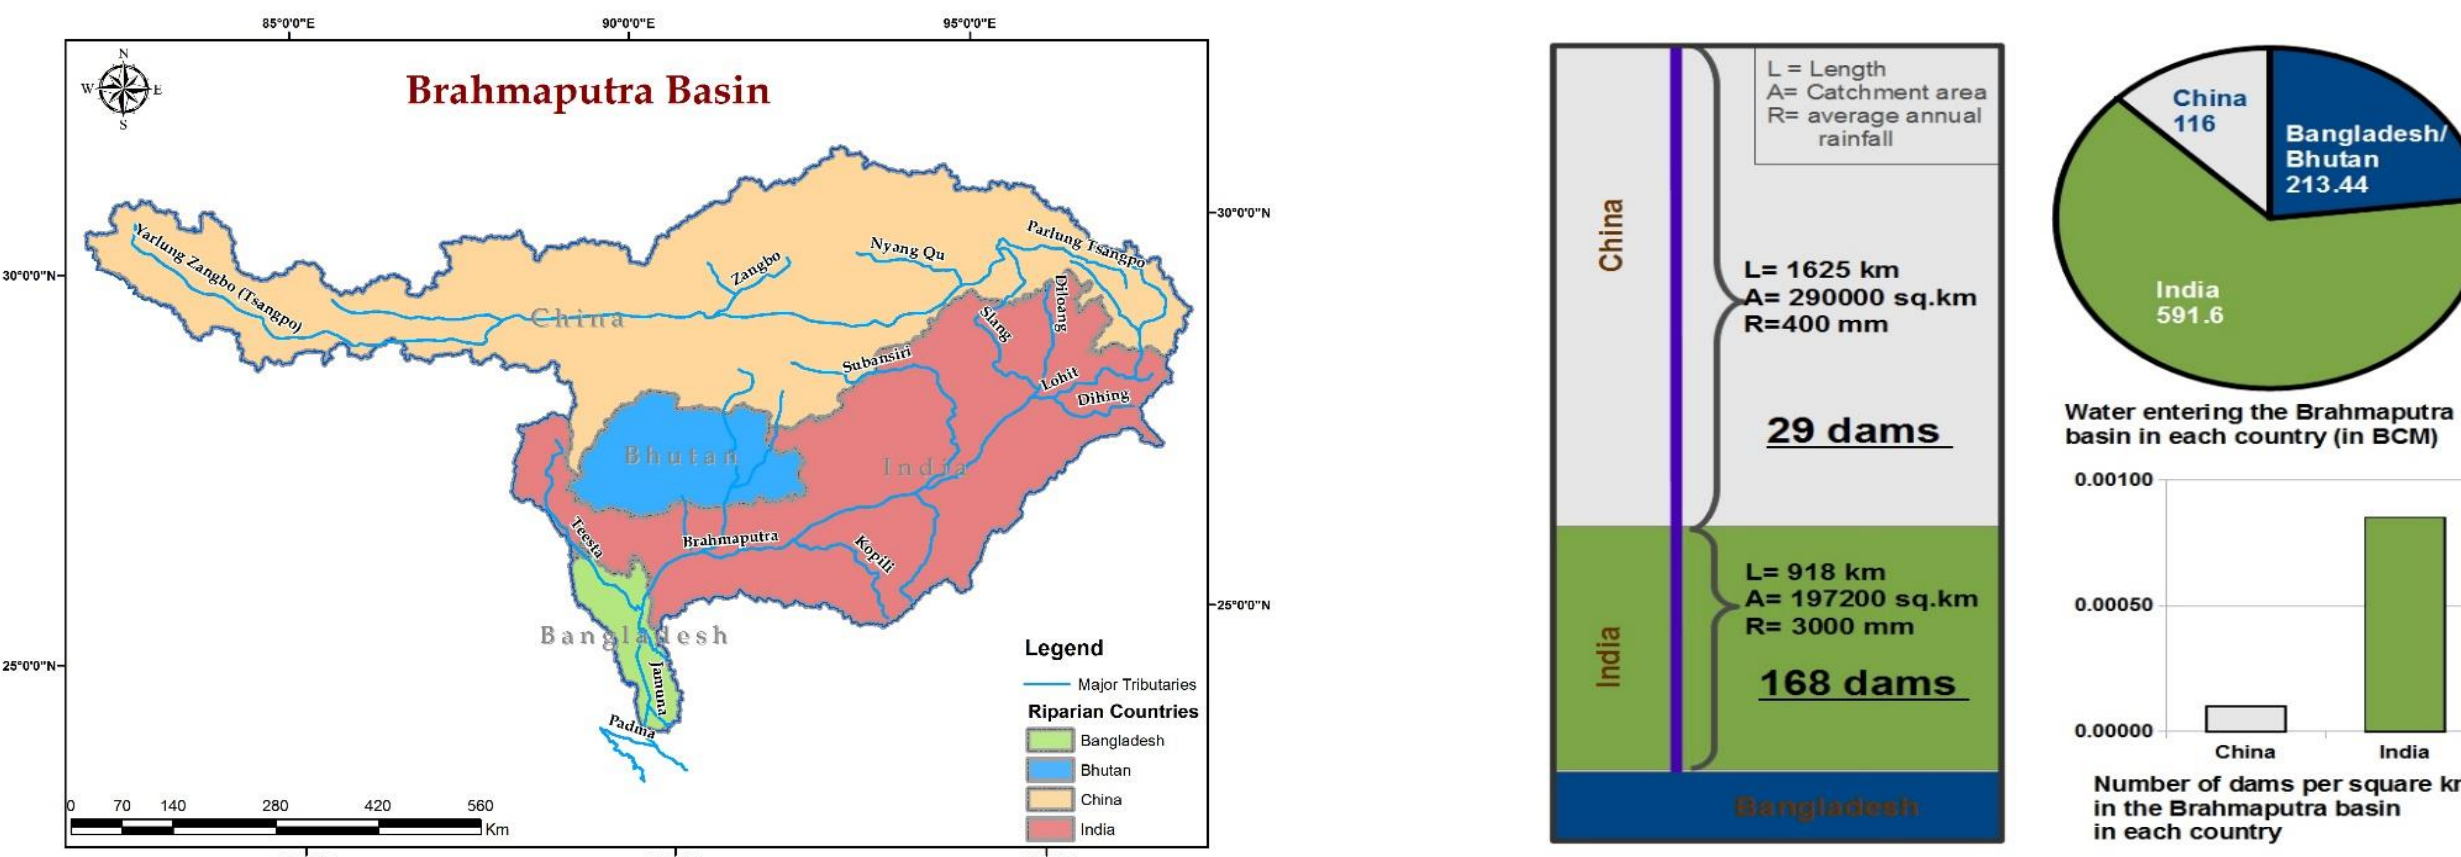 85°0'0"E
90°0'0"E
95°0'0"E
N
W
E
S
Brahmaputra Basin
30°0'0"N
30°0'0"N
25°0'0"N
25°0'0"N
Yarlung Zangbo (Tsangpo)
Zangbo
Nyang Qu
Parlung Tsangpo
China
Siang
Dibang
Subansiri
Lohit
Dihing
Bhutan
India
Teesta
Brahmaputra
Kopili
Bangladesh
Jamuna
Padma
Legend
Major Tributaries
Riparian Countries
Bangladesh
Bhutan
China
India
0 70 140 280 420 560
Km
L = Length
A= Catchment area
R= average annual
rainfall
China
L= 1625 km
A= 290000 sq.km
R=400 mm
29 dams
India
L= 918 km
A= 197200 sq.km
R= 3000 mm
168 dams
Bangladesh
China
116
Bangladesh/
Bhutan
213.44
India
591.6
Water entering the Brahmaputra
basin in each country (in BCM)
0.00100
0.00050
0.00000
China
India
Number of dams per square
in the Brahmaputra basin
in each country